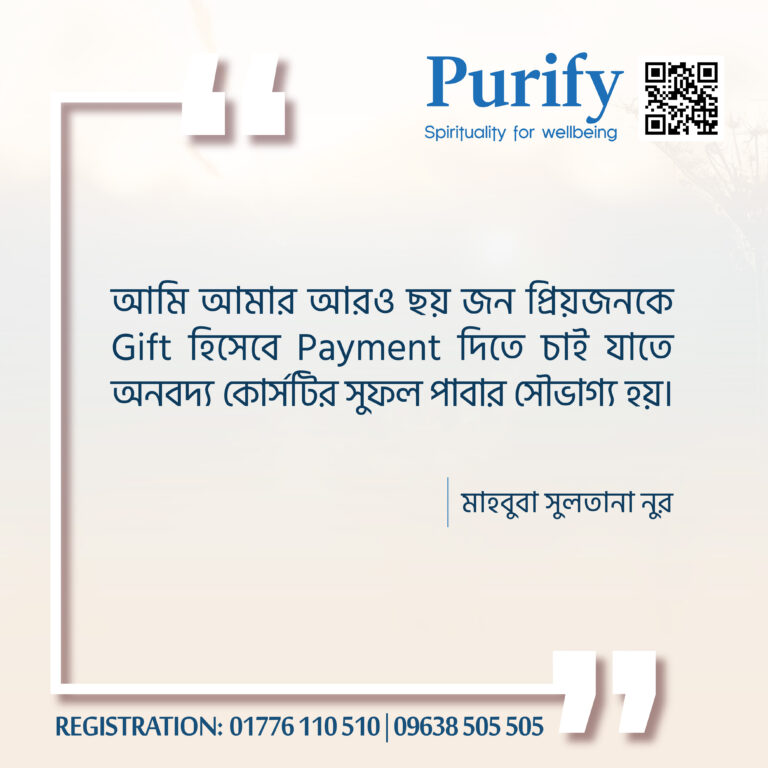 Purify
Spirituality for wellbeing
আমি আমার আরও ছয় জন প্রিয়জনকে
Gift হিসেবে Payment দিতে চাই যাতে
অনবদ্য কোর্সটির সুফল পাবার সৌভাগ্য হয়।
মাহবুবা সুলতানা নুর
REGISTRATION: 01776 110 510 | 09638 505 505